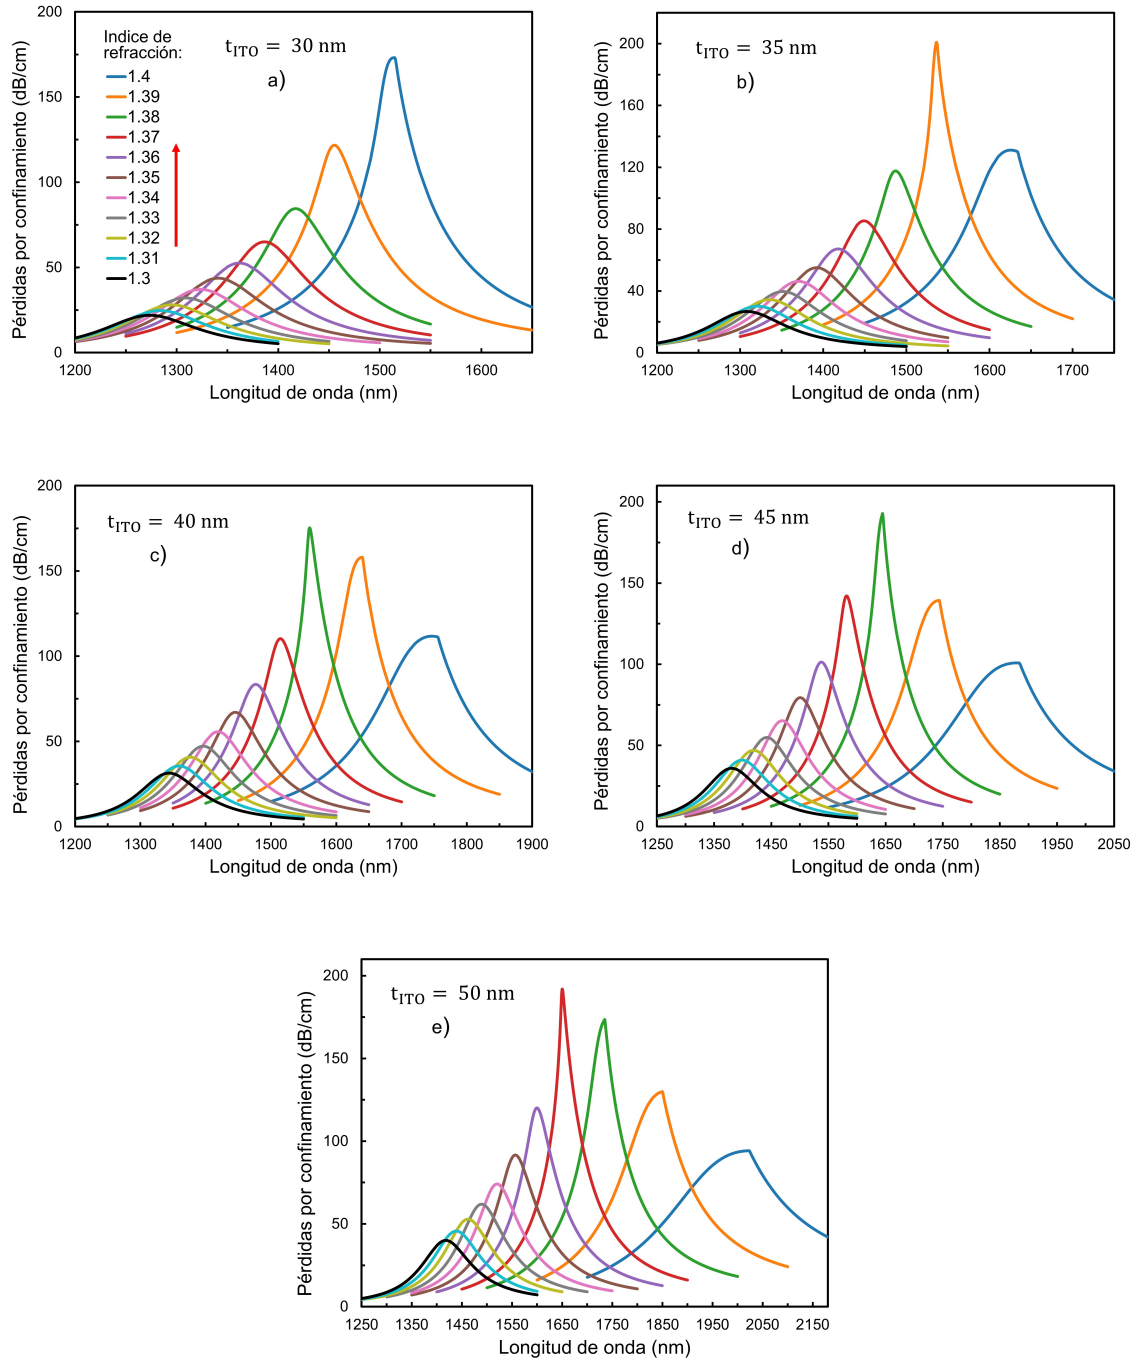 Pérdidas por confinamiento (dB/cm)
200
150
100
50
0
Indice de
refracción:
1.4
1.39
1.38
1.37
1.36
1.35
1.34
1.33
1.32
1.31
1.3
t_ITO = 30 nm
a)
1200 1300 1400 1500 1600
Longitud de onda (nm)
Pérdidas por confinamiento (dB/cm)
200
160
120
80
40
0
t_ITO = 35 nm
b)
1200 1300 1400 1500 1600 1700
Longitud de onda (nm)
Pérdidas por confinamiento (dB/cm)
200
150
100
50
0
t_ITO = 40 nm
c)
1200 1300 1400 1500 1600 1700 1800 1900
Longitud de onda (nm)
Pérdidas por confinamiento (dB/cm)
200
150
100
50
0
t_ITO = 45 nm
d)
1250 1350 1450 1550 1650 1750 1850 1950 2050
Longitud de onda (nm)
Pérdidas por confinamiento (dB/cm)
200
150
100
50
0
t_ITO = 50 nm
e)
1250 1350 1450 1550 1650 1750 1850 1950 2050 2150
Longitud de onda (nm)